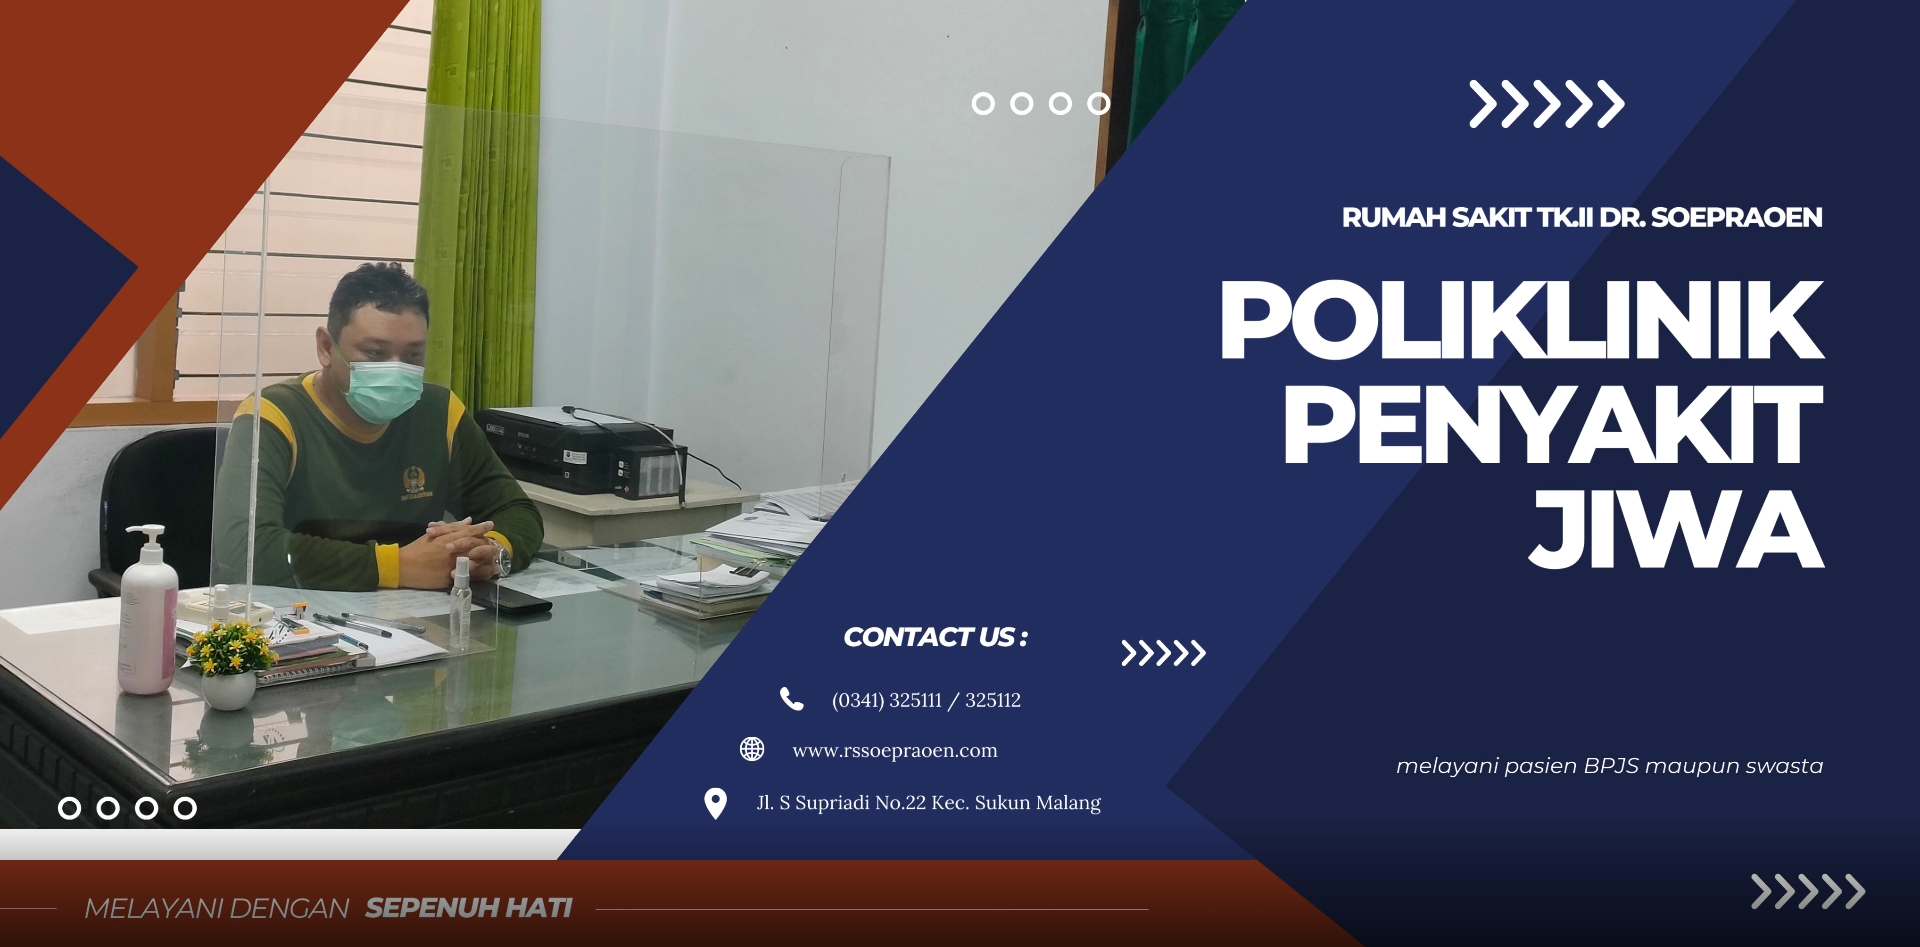 RUMAH SAKIT TK.II DR. SOEPRAOEN
POLIKLINIK
PENYAKIT
JIWA
CONTACT US :
(0341) 325111 / 325112
www.rssoepraoen.com
Jl. S Supriadi No.22 Kec. Sukun Malang
melayani pasien BPJS maupun swasta
MELAYANI DENGAN SEPENUH HATI